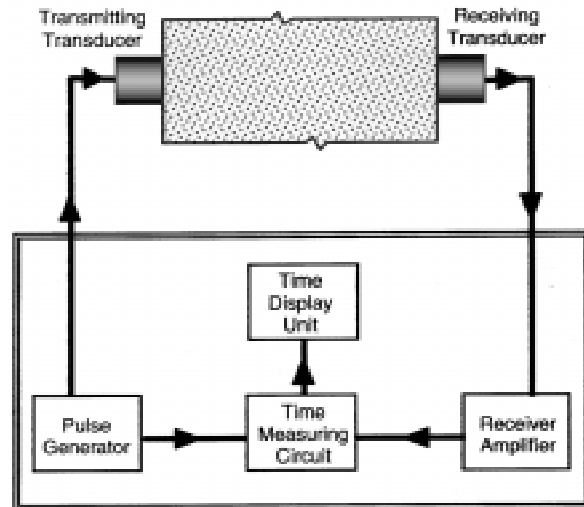 Transmitting
Transducer
Receiving
Transducer
Time
Display
Unit
Pulse
Generator
Time
Measuring
Circuit
Receiver
Amplifier